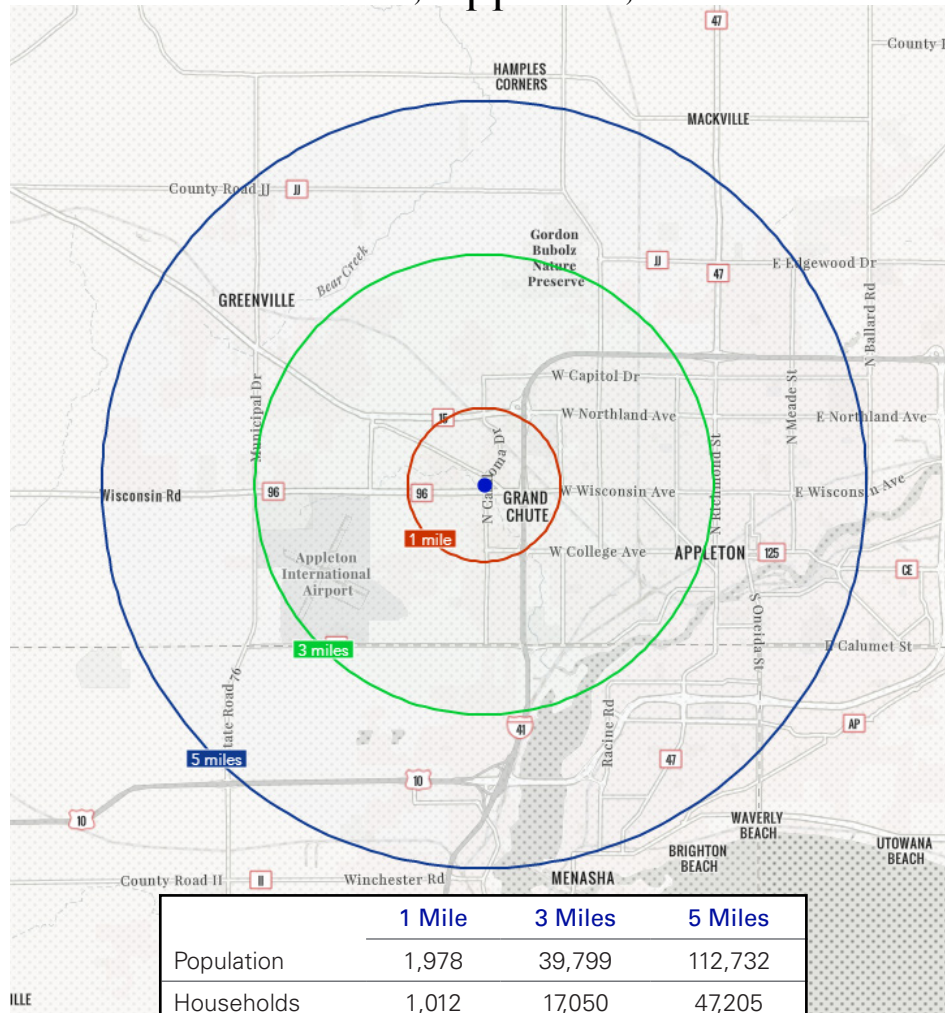 47
County
HAMPLES
CORNERS
MACKVILLE
County Road JJ
JJ
Gordon
Bubolz
Nature
Preserve
JJ
E Edgewood Dr
47
Bear Creek
GREENVILLE
N Ballard Rd
W Capitol Dr
Municipal Dr
N Meade St
15
W Northland Ave
E Northland Ave
N Richmond St
Wisconsin Rd
96
96
GRAND
CHUTE
W Wisconsin Ave
E Wisconsin Ave
1 mile
W College Ave
APPLETON
125
CE
Appleton
International
Airport
S Oneida St
3 miles
E Calumet St
76
41
Racine Rd
AP
5 miles
47
10
10
WAVERLY
BEACH
BRIGHTON
BEACH
UTOWANA
BEACH
County Road II
II
Winchester Rd
MENASHA
1 Mile 3 Miles 5 Miles
Population 1,978 39,799 112,732
Households 1,012 17,050 47,205